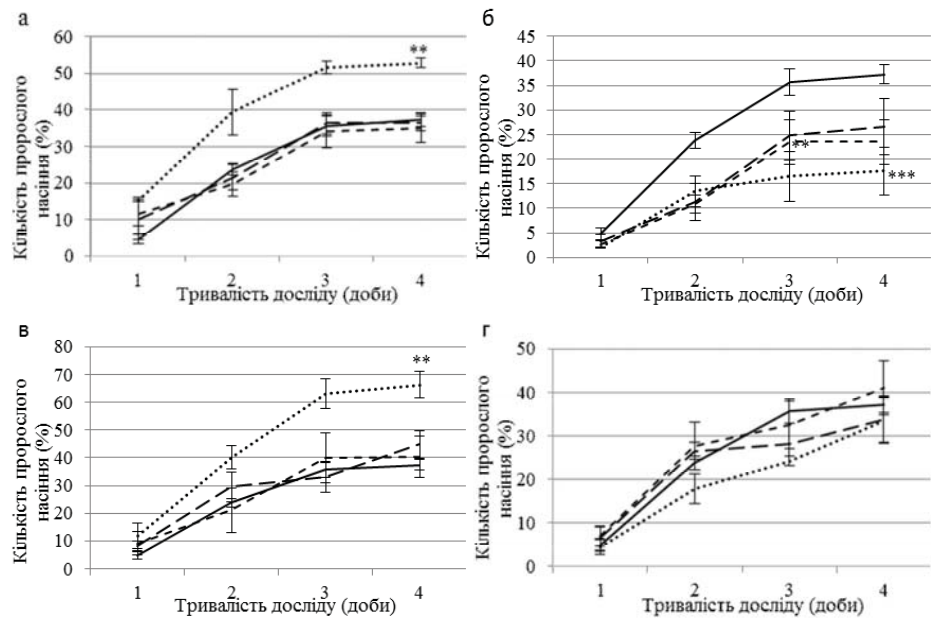 а
Кількість пророслого
насіння (%)
60
50
40
30
20
10
0
**
1 2 3 4
Тривалість досліду (доби)
б
Кількість пророслого
насіння (%)
45
40
35
30
25
20
15
10
5
0
**
***
1 2 3 4
Тривалість досліду (доби)
в
Кількість пророслого
насіння (%)
80
70
60
50
40
30
20
10
0
**
1 2 3 4
Тривалість досліду (доби)
г
Кількість пророслого
насіння (%)
50
40
30
20
10
0
1 2 3 4
Тривалість досліду (доби)